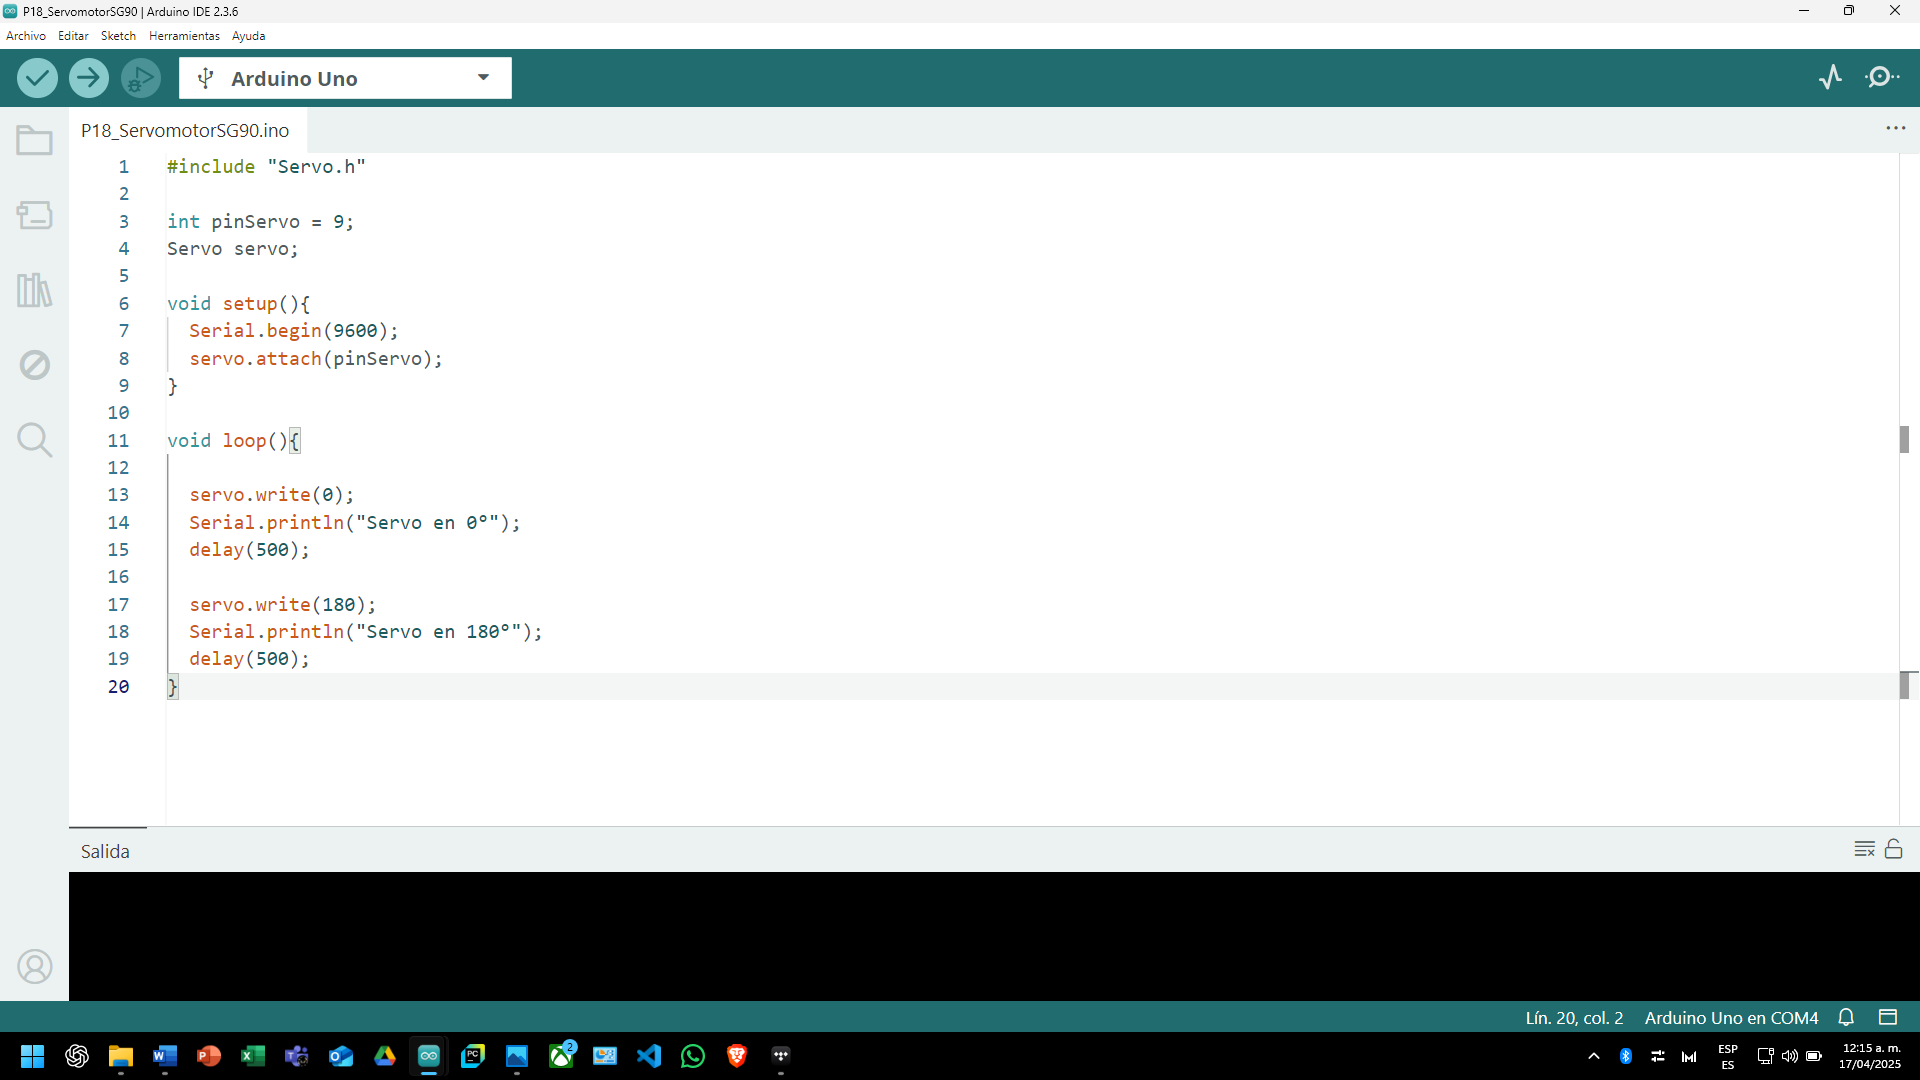 P18_ServomotorSG90 | Arduino IDE 2.3.6
Archivo Editar Sketch Herramientas Ayuda
Arduino Uno
P18_ServomotorSG90.ino
1 #include "Servo.h"
2
3 int pinServo = 9;
4 Servo servo;
5
6 void setup(){
7 Serial.begin(9600);
8 servo.attach(pinServo);
9 }
10
11 void loop(){
12
13 servo.write(0);
14 Serial.println("Servo en 0°");
15 delay(500);
16
17 servo.write(180);
18 Serial.println("Servo en 180°");
19 delay(500);
20 }
Salida
Lín. 20, col. 2 Arduino Uno en COM4
2
ESP
ES
12:15 a. m.
17/04/2025